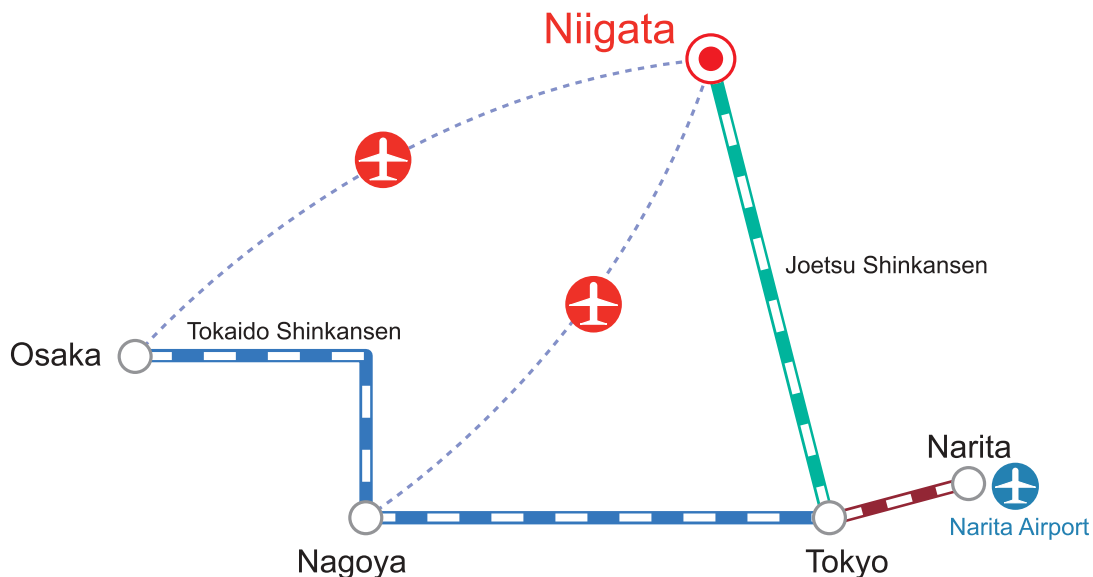 Niigata
Joetsu Shinkansen
Tokaido Shinkansen
Osaka
Narita
Narita Airport
Nagoya
Tokyo